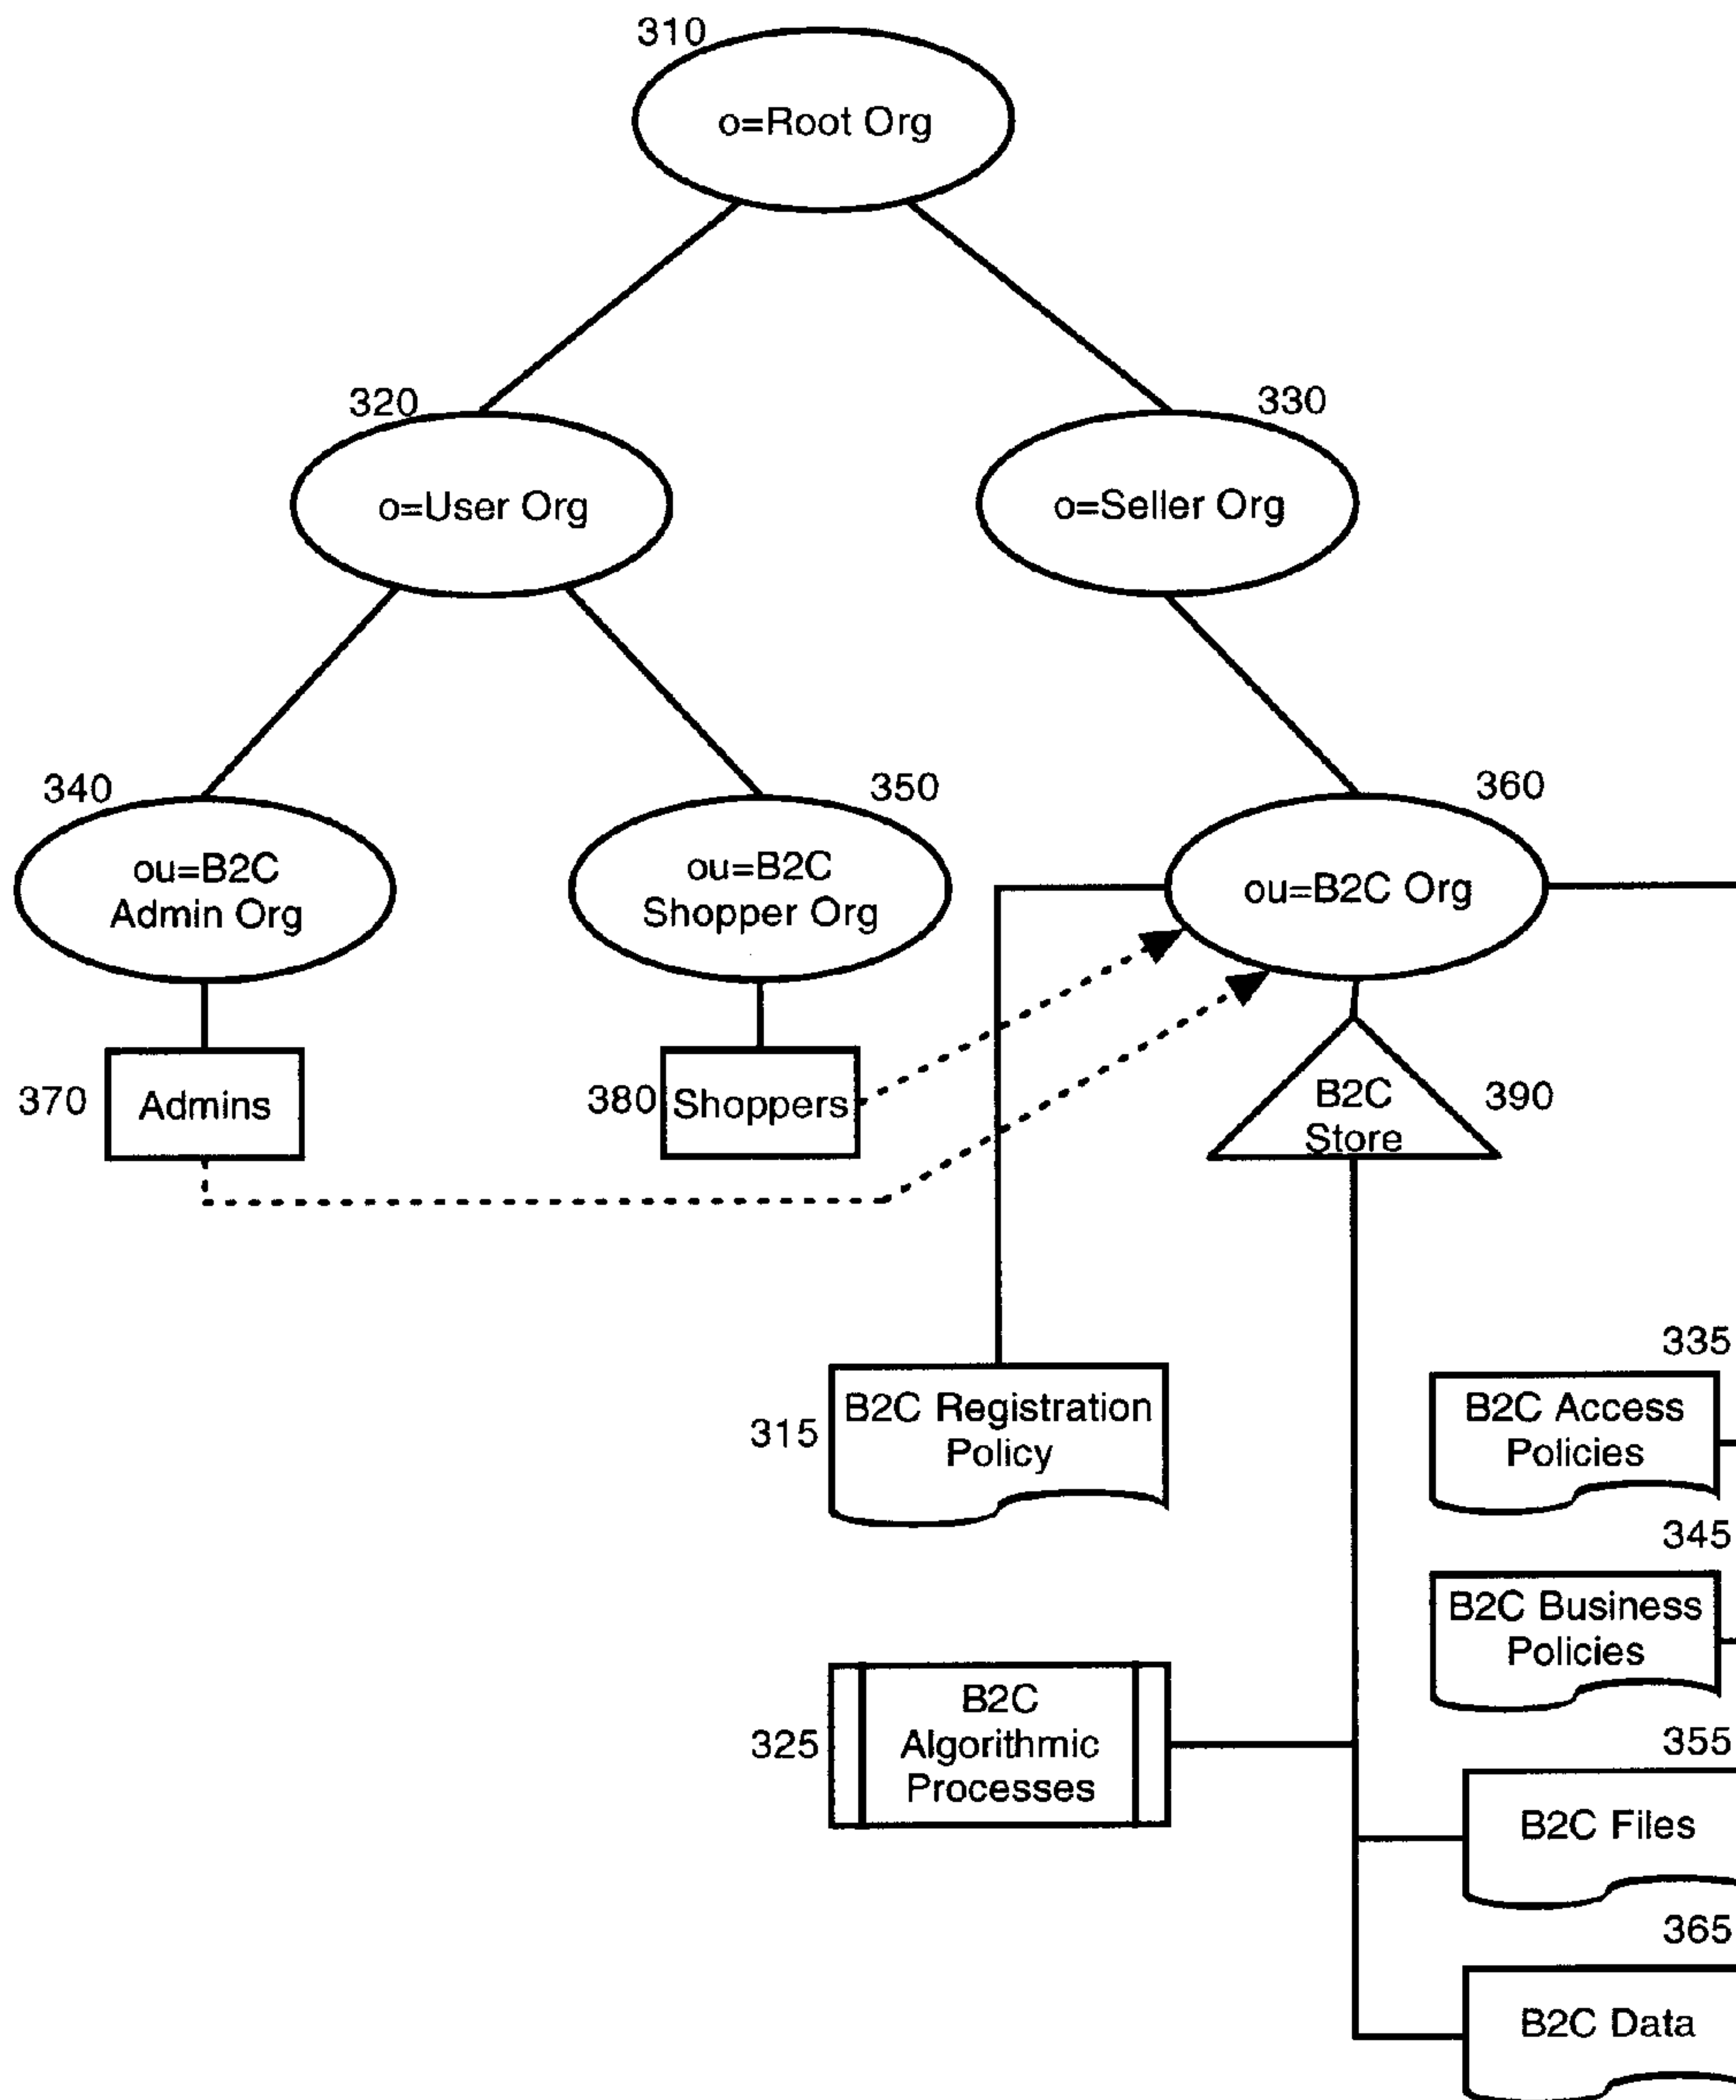 310
o=Root Org
320
330
o=User Org
o=Seller Org
340
350
360
ou=B2C
Admin Org
ou=B2C
Shopper Org
ou=B2C Org
370
Admins
380
Shoppers
B2C
Store
390
335
315
B2C Registration
Policy
B2C Access
Policies
345
B2C Business
Policies
325
B2C
Algorithmic
Processes
355
B2C Files
365
B2C Data